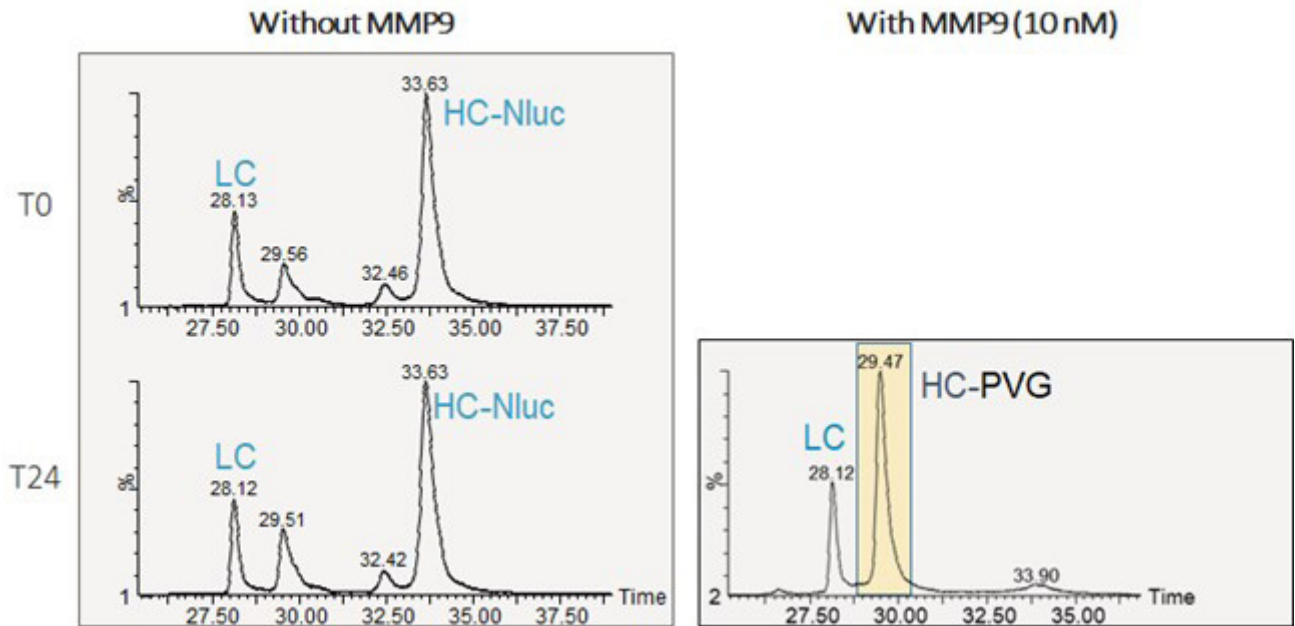 Without MMP9
With MMP9 (10 nM)
T0
%
1
LC
28.13
29.56
32.46
33.63
HC-Nluc
27.50 30.00 32.50 35.00 37.50
T24
%
1
LC
28.12
29.51
32.42
33.63
HC-Nluc
27.50 30.00 32.50 35.00 37.50 Time
%
2
LC
28.12
29.47
HC-PVG
33.90
27.50 30.00 32.50 35.00 Time